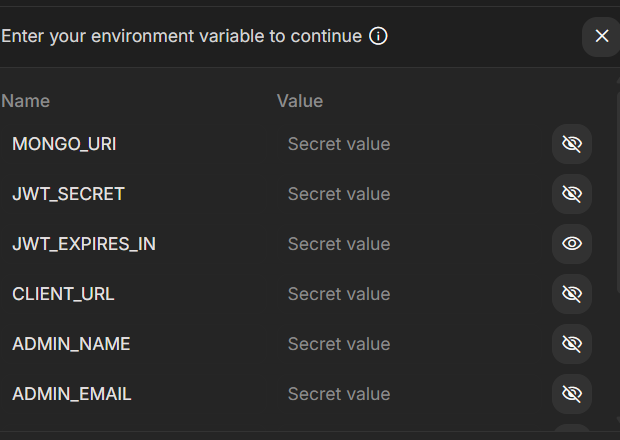 Enter your environment variable to continue
Name Value
MONGO_URI Secret value
JWT_SECRET Secret value
JWT_EXPIRES_IN Secret value
CLIENT_URL Secret value
ADMIN_NAME Secret value
ADMIN_EMAIL Secret value